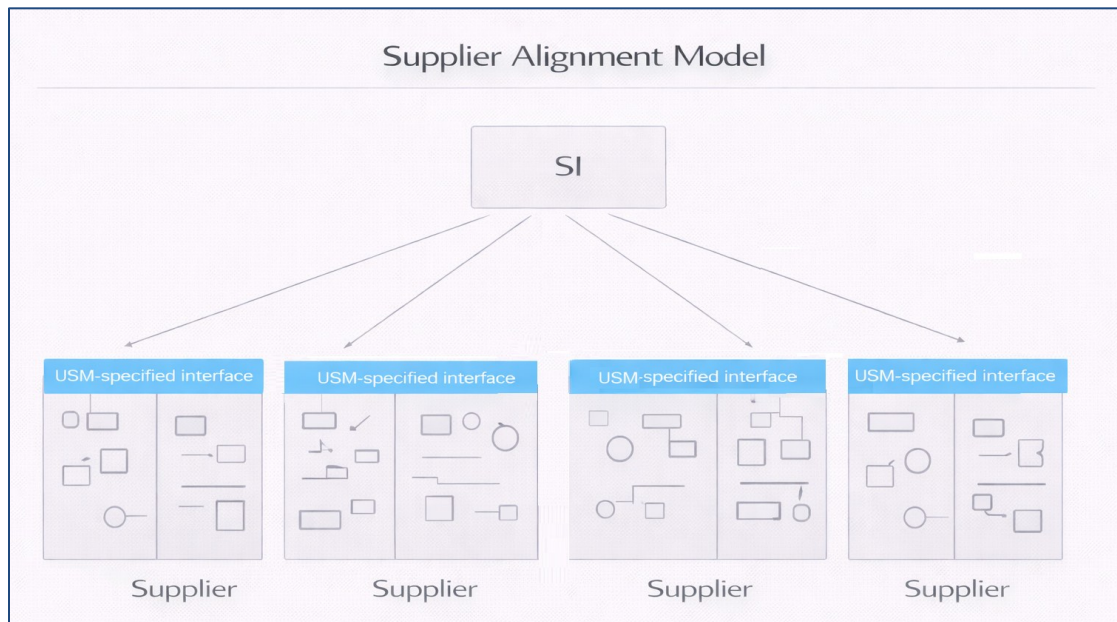 Supplier Alignment Model
SI
USM-specified interface
USM-specified interface
USM-specified interface
USM-specified interface
Supplier
Supplier
Supplier
Supplier